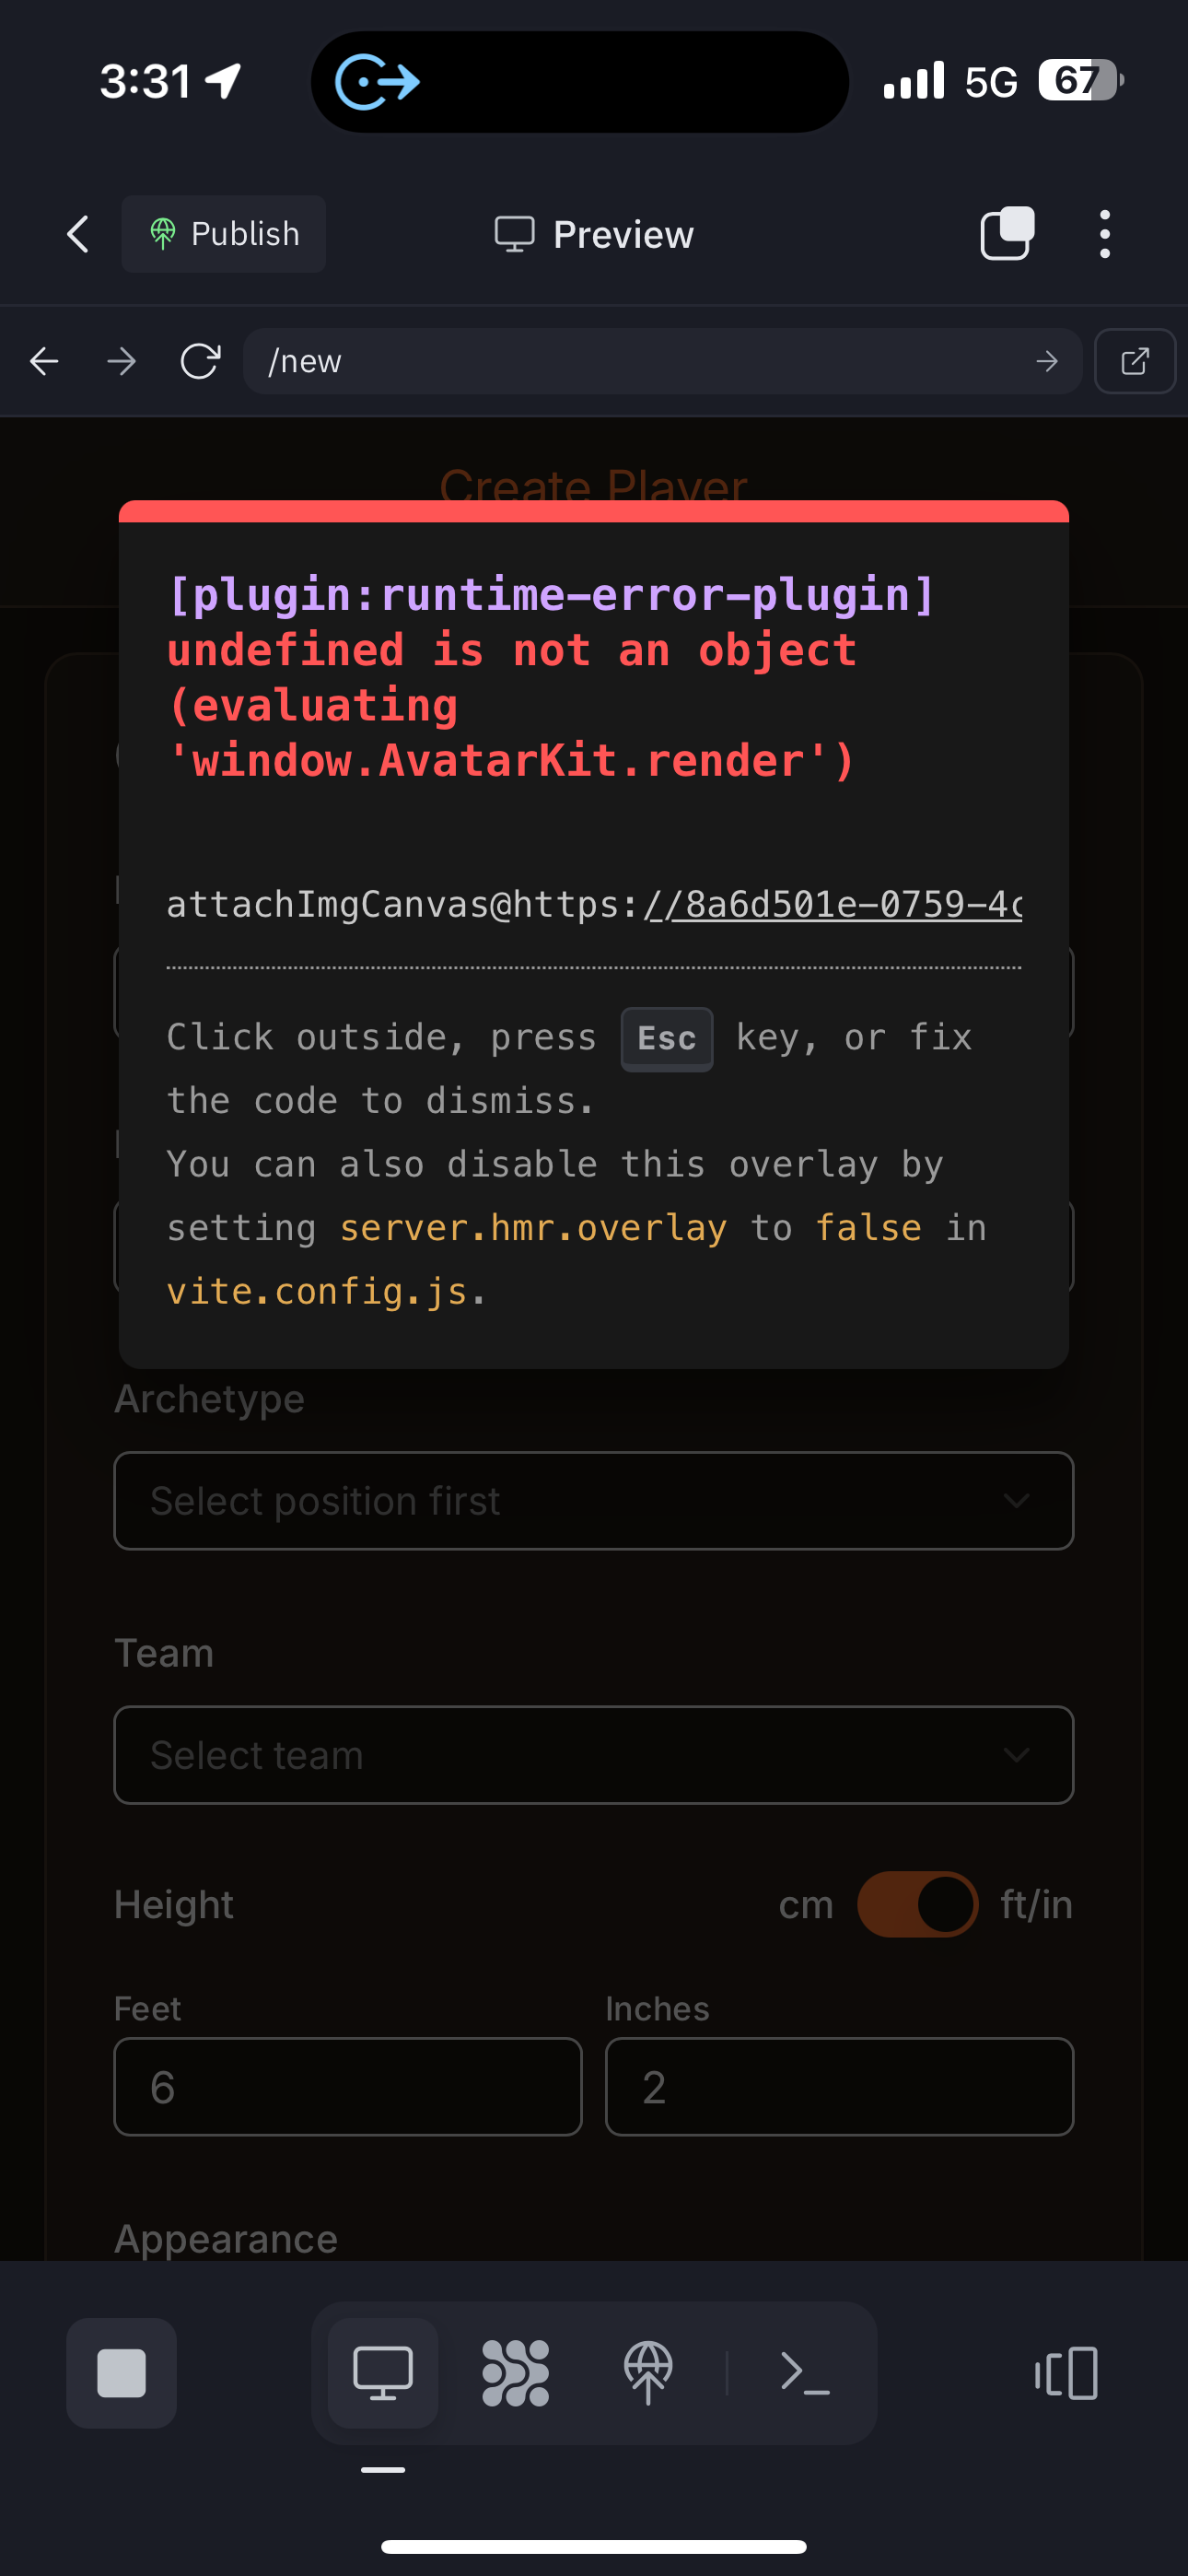 3:31
5G
67
Publish
Preview
/new
Create Player
[plugin:runtime-error-plugin]
undefined is not an object
(evaluating
'window.AvatarKit.render')
attachImgCanvas@https://8a6d501e-0759-4c
Click outside, press Esc key, or fix
the code to dismiss.
You can also disable this overlay by
setting server.hmr.overlay to false in
vite.config.js.
Archetype
Select position first
Team
Select team
Height
cm
ft/in
Feet
Inches
6
2
Appearance